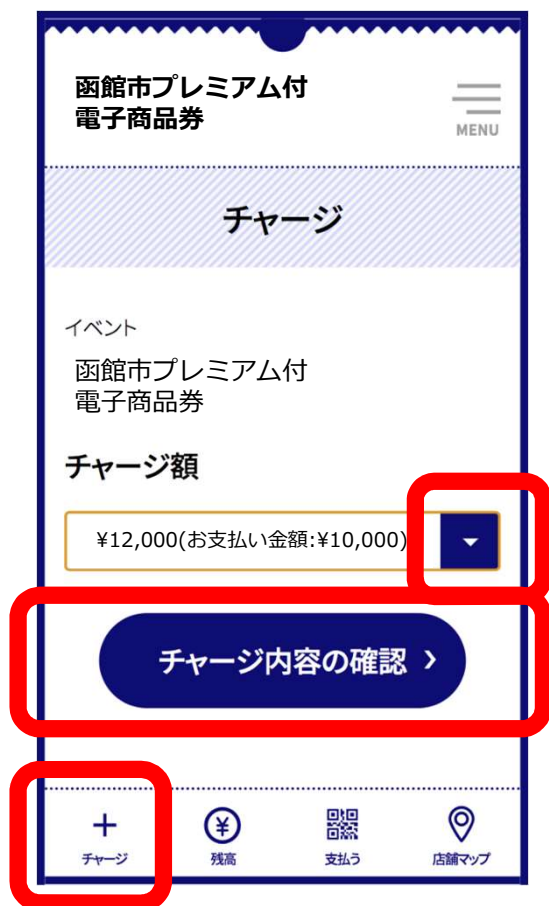 函館市プレミアム付
電子商品券
MENU
チャージ
イベント
函館市プレミアム付
電子商品券
チャージ額
¥12,000(お支払い金額:¥10,000)
チャージ内容の確認
チャージ
残高
支払う
店舗マップ